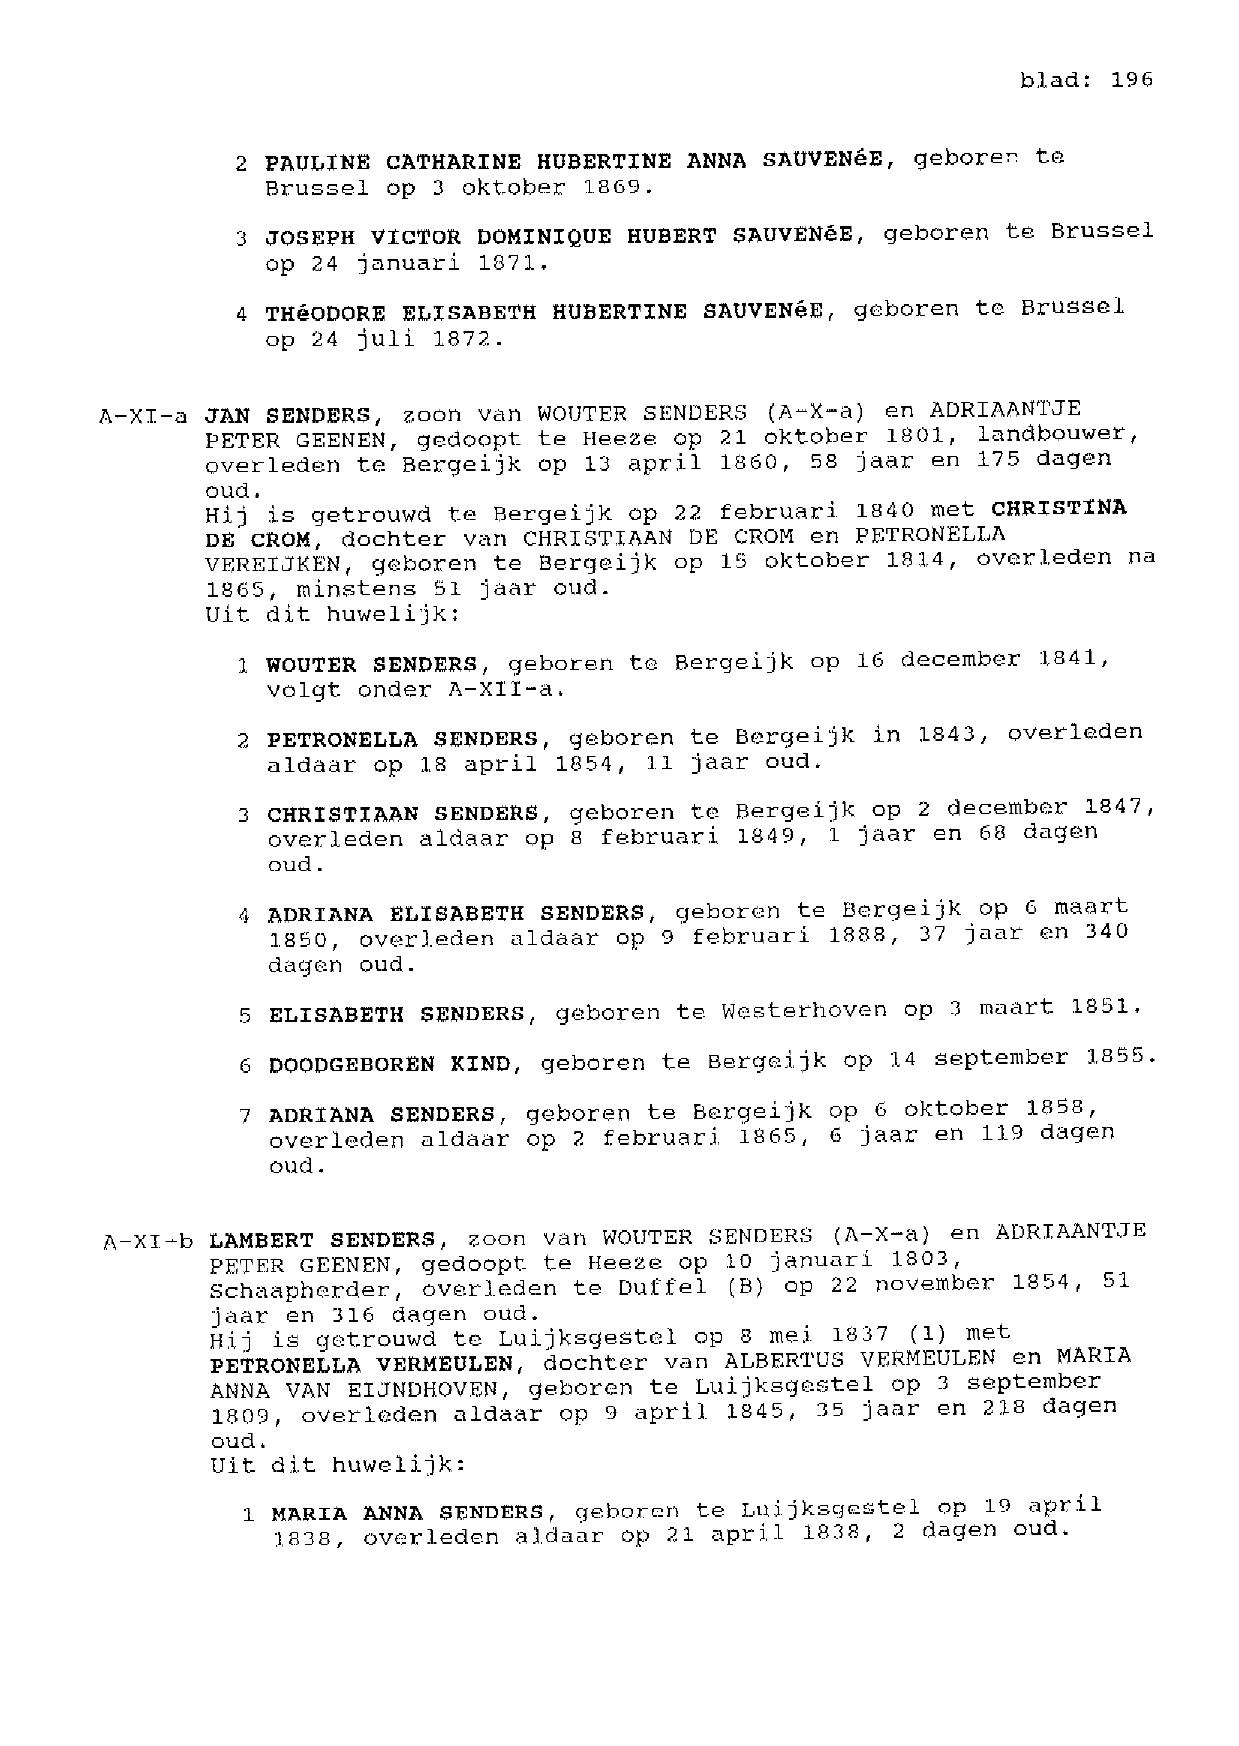 blad: 196
2 PAULINE CATHARINE HUBERTINE ANNA SAUVENéE, geboren te
Brussel op 3 oktober 1869.
3 JOSEPH VICTOR DOMINIQUE HUBERT SAUVENéE, geboren te Brussel
op 24 januari 1871.
4 THéODORE ELISABETH HUBERTINE SAUVENéE, geboren te Brussel
op 24 juli 1872.
A-XI-a JAN SENDERS, zoon van WOUTER SENDERS (A-X-a) en ADRIAANTJE
PETER GEENEN, gedoopt te Heeze op 21 oktober 1801, landbouwer,
overleden te Bergeijk op 13 april 1860, 58 jaar en 175 dagen
oud.
Hij is getrouwd te Bergeijk op 22 februari 1840 met CHRISTINA
DE CROM, dochter van CHRISTIAAN DE CROM en PETRONELLA
VEREIJKEN, geboren te Bergeijk op 15 oktober 1814, overleden na
1865, minstens 51 jaar oud.
Uit dit huwelijk:
1 WOUTER SENDERS, geboren te Bergeijk op 16 december 1841,
volgt onder A-XII-a.
2 PETRONELLA SENDERS, geboren te Bergeijk in 1843, overleden
aldaar op 18 april 1854, 11 jaar oud.
3 CHRISTIAAN SENDERS, geboren te Bergeijk op 2 december 1847,
overleden aldaar op 8 februari 1849, 1 jaar en 68 dagen
oud.
4 ADRIANA ELISABETH SENDERS, geboren te Bergeijk op 6 maart
1850, overleden aldaar op 9 februari 1888, 37 jaar en 340
dagen oud.
5 ELISABETH SENDERS, geboren te Westerhoven op 3 maart 1851.
6 DOODGEBOREN KIND, geboren te Bergeijk op 14 september 1855.
7 ADRIANA SENDERS, geboren te Bergeijk op 6 oktober 1858,
overleden aldaar op 2 februari 1865, 6 jaar en 119 dagen
oud.
A-XI-b LAMBERT SENDERS, zoon van WOUTER SENDERS (A-X-a) en ADRIAANTJE
PETER GEENEN, gedoopt te Heeze op 10 januari 1803,
Schaapherder, overleden te Duffel (B) op 22 november 1854, 51
jaar en 316 dagen oud.
Hij is getrouwd te Luijksgestel op 8 mei 1837 (1) met
PETRONELLA VERMEULEN, dochter van ALBERTUS VERMEULEN en MARIA
ANNA VAN EIJNDHOVEN, geboren te Luijksgestel op 3 september
1809, overleden aldaar op 9 april 1845, 35 jaar en 218 dagen
oud.
Uit dit huwelijk:
1 MARIA ANNA SENDERS, geboren te Luijksgestel op 19 april
1838, overleden aldaar op 21 april 1838, 2 dagen oud.